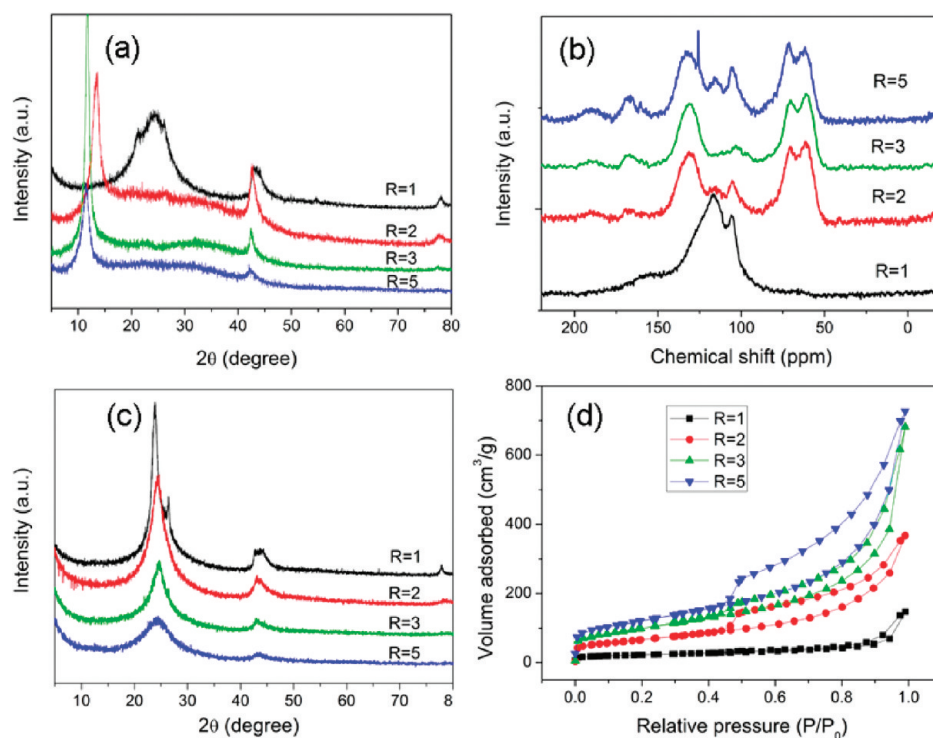 (a)
Intensity (a.u.)
R=1
R=2
R=3
R=5
10 20 30 40 50 60 70 80
2θ (degree)
(b)
Intensity (a.u.)
R=5
R=3
R=2
R=1
200 150 100 50 0
Chemical shift (ppm)
(c)
Intensity (a.u.)
R=1
R=2
R=3
R=5
10 20 30 40 50 60 70 80
2θ (degree)
(d)
Volume adsorbed (cm³/g)
800
600
400
200
0
R=1
R=2
R=3
R=5
0.0 0.2 0.4 0.6 0.8 1.0
Relative pressure (P/P₀)